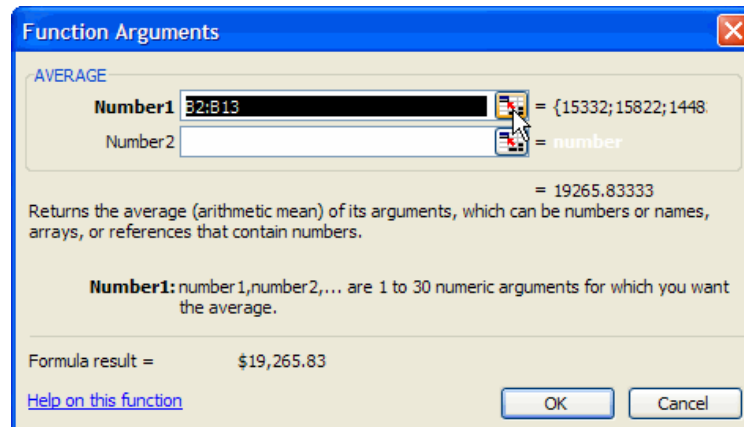 Function Arguments
AVERAGE
Number1 B2:B13 = {15332;15822;1448
Number2 = number
= 19265.83333
Returns the average (arithmetic mean) of its arguments, which can be numbers or names,
arrays, or references that contain numbers.
Number1: number1,number2,... are 1 to 30 numeric arguments for which you want
the average.
Formula result = $19,265.83
Help on this function
OK Cancel